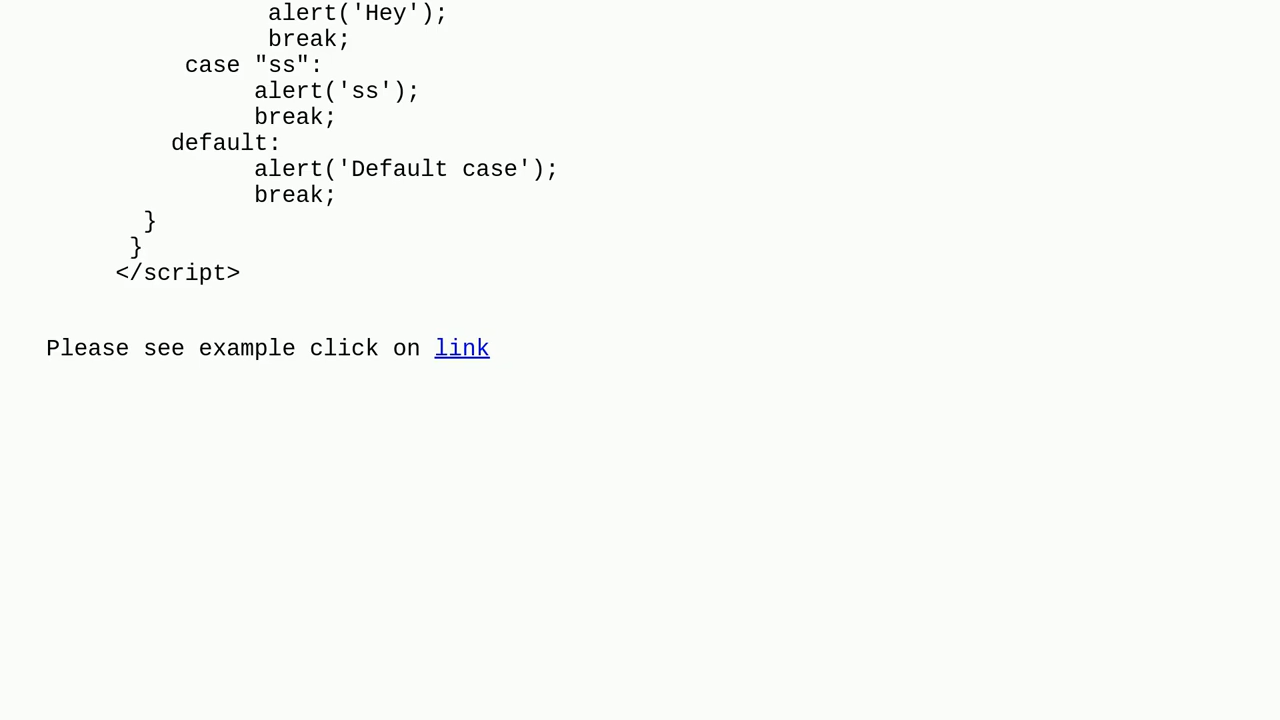 alert('Hey');
break;
case "ss":
alert('ss');
break;
default:
alert('Default case');
break;
}
}
</script>
Please see example click on link